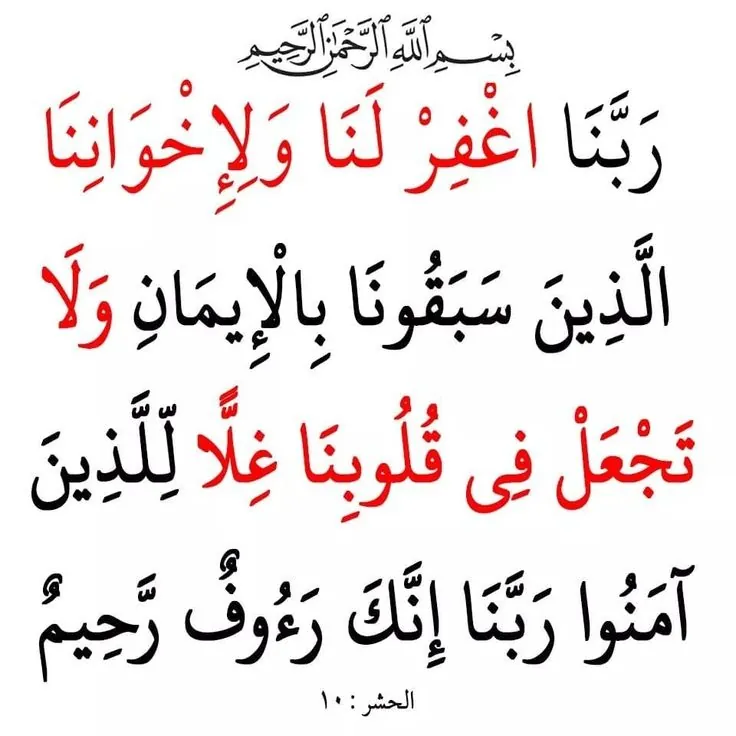 بِسْمِ ٱللَّهِ ٱلرَّحْمَٰنِ ٱلرَّحِيمِ
رَبَّنَا اغْفِرْ لَنَا وَلِإِخْوَانِنَا
الَّذِينَ سَبَقُونَا بِالْإِيمَانِ وَلَا
تَجْعَلْ فِى قُلُوبِنَا غِلًّا لِّلَّذِينَ
آمَنُوا رَبَّنَا إِنَّكَ رَءُوفٌ رَّحِيمٌ
الحشر : ١٠